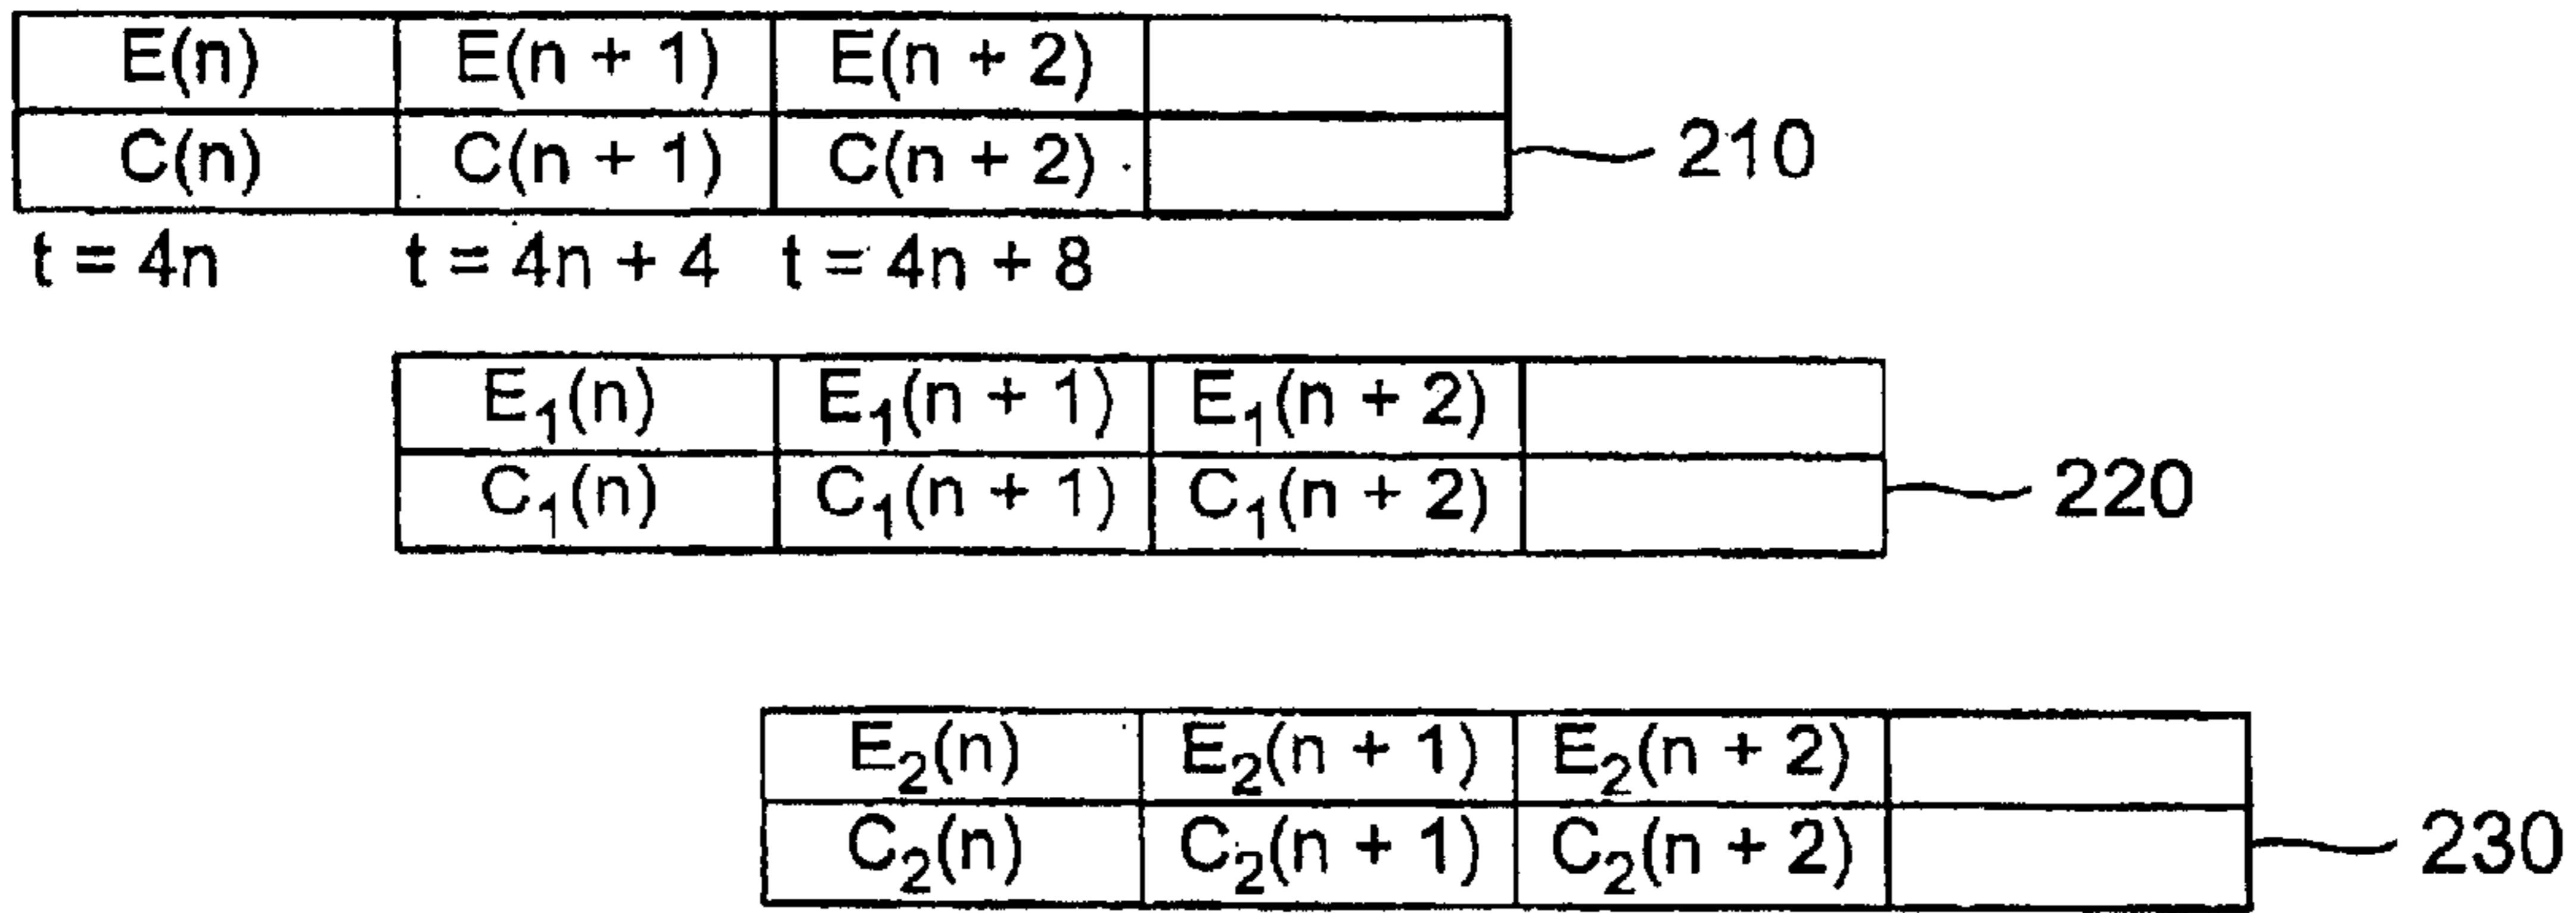 E(n) E(n + 1) E(n + 2)
C(n) C(n + 1) C(n + 2) 210
t = 4n t = 4n + 4 t = 4n + 8
E₁(n) E₁(n + 1) E₁(n + 2)
C₁(n) C₁(n + 1) C₁(n + 2) 220
E₂(n) E₂(n + 1) E₂(n + 2)
C₂(n) C₂(n + 1) C₂(n + 2) 230